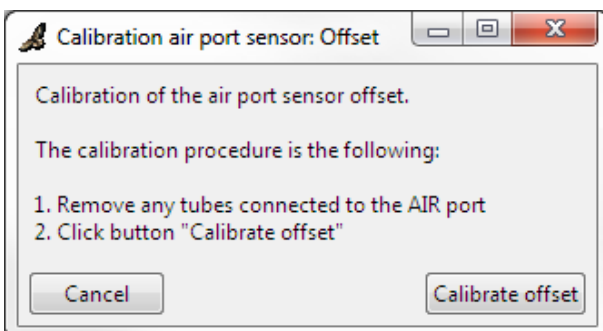 Calibration air port sensor: Offset
Calibration of the air port sensor offset.
The calibration procedure is the following:
1. Remove any tubes connected to the AIR port
2. Click button "Calibrate offset"
Cancel
Calibrate offset